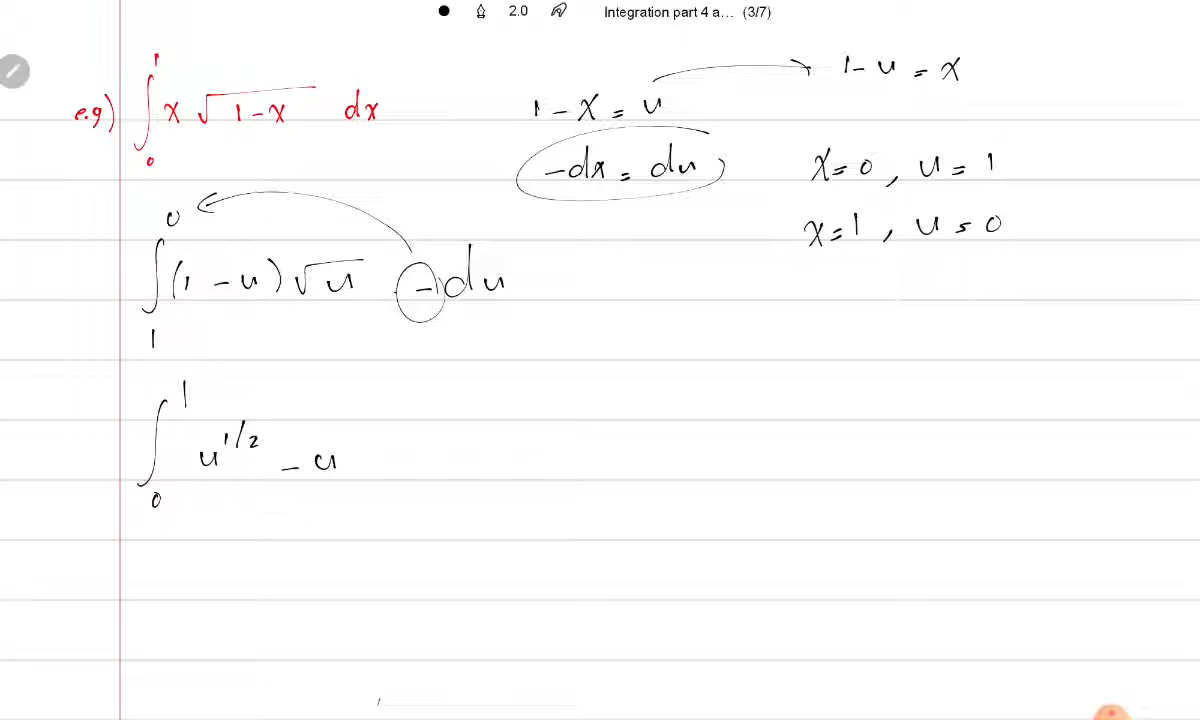 2.0 Integration part 4 a... (3/7)
e.g) ∫₀¹ x √(1-x) dx
1 - x = u
1 - u = x
-dx = du
x = 0 , u = 1
x = 1 , u = 0
∫₁⁰ (1 - u) √u - du
∫₀¹ u^1/2 - u